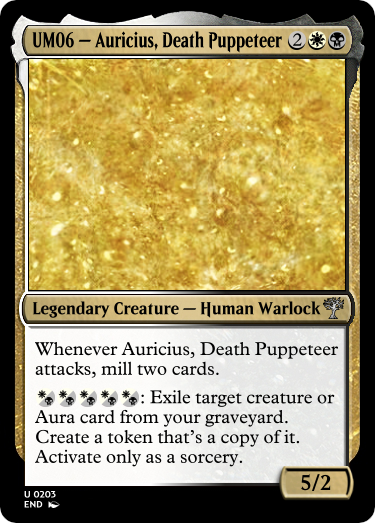 UM06 — Auricius, Death Puppeteer 2
Legendary Creature — Human Warlock
Whenever Auricius, Death Puppeteer
attacks, mill two cards.
: Exile target creature or
Aura card from your graveyard.
Create a token that's a copy of it.
Activate only as a sorcery.
5/2
U 0203
END